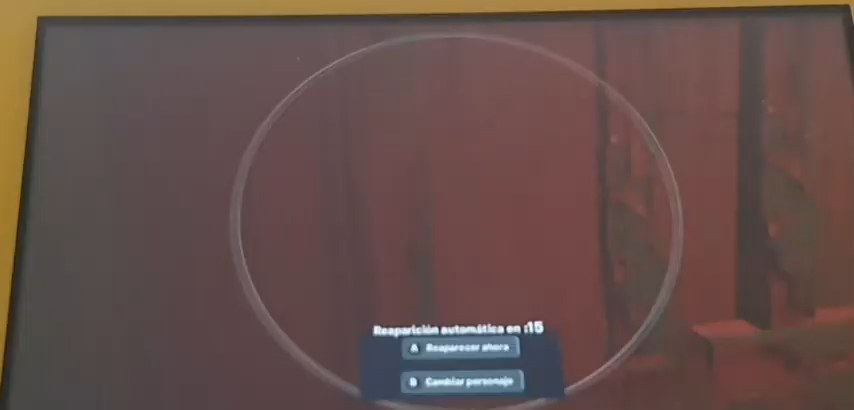 Reaparición automática en :15
A Reaparecer ahora
B Cambiar personaje